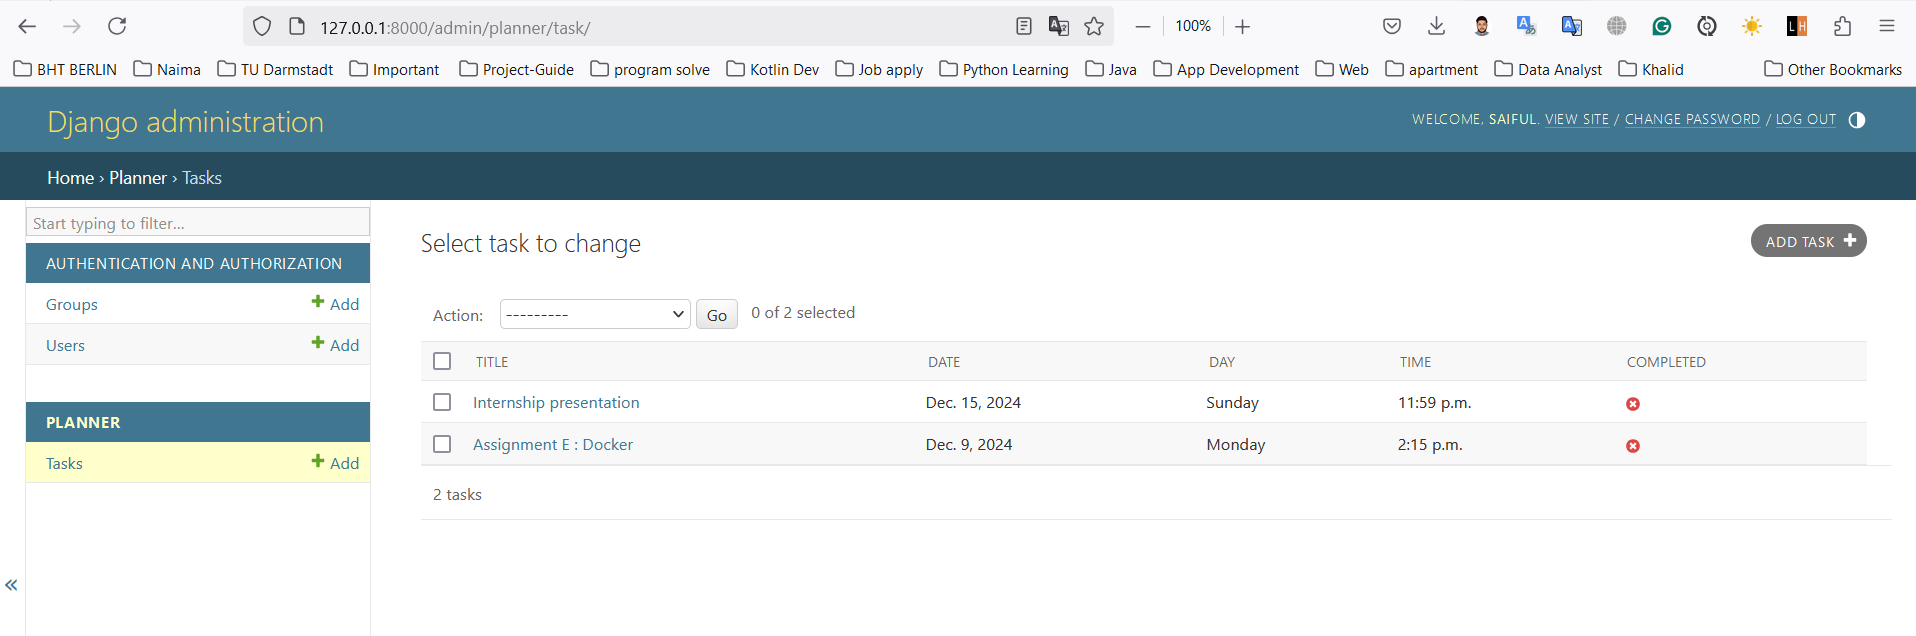 127.0.0.1:8000/admin/planner/task/ 100%
BHT BERLIN Naima TU Darmstadt Important Project-Guide program solve Kotlin Dev Job apply Python Learning Java App Development Web apartment Data Analyst Khalid Other Bookmarks
Django administration
WELCOME, SAIFUL. VIEW SITE / CHANGE PASSWORD / LOG OUT
Home › Planner › Tasks
Start typing to filter...
AUTHENTICATION AND AUTHORIZATION
Groups + Add
Users + Add
PLANNER
Tasks + Add
«
Select task to change
ADD TASK +
Action: --------- Go 0 of 2 selected
TITLE DATE DAY TIME COMPLETED
Internship presentation Dec. 15, 2024 Sunday 11:59 p.m.
Assignment E : Docker Dec. 9, 2024 Monday 2:15 p.m.
2 tasks